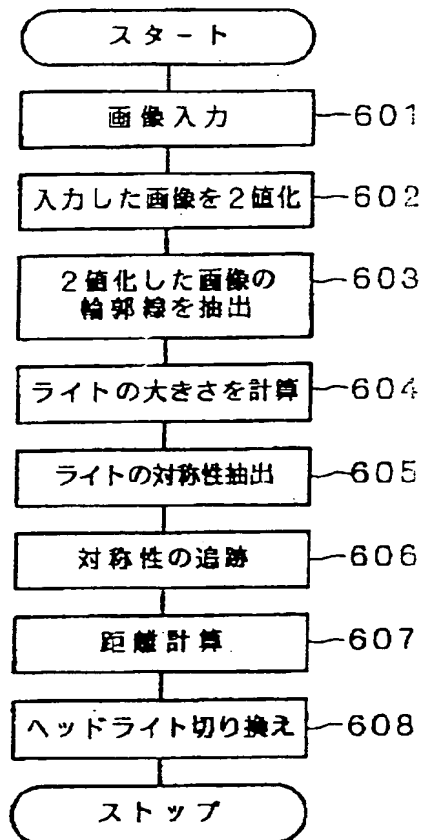 スタート
画像入力 601
入力した画像を2値化 602
2値化した画像の 603
輪郭線を抽出
ライトの大きさを計算 604
ライトの対称性抽出 605
対称性の追跡 606
距離計算 607
ヘッドライト切り換え 608
ストップ